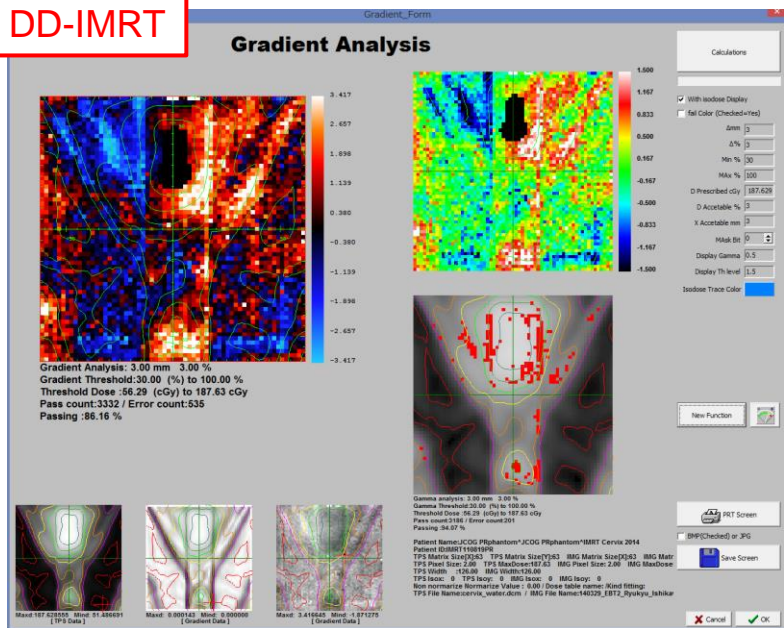 DD-IMRT
Gradient_Form
Gradient Analysis
Calculations
With isodose Display
fail Color (Checked=Yes)
Δmm 3
Δ% 3
Min % 30
MAx % 100
D Prescribed cGy 187.629
D Accetable % 3
X Accetable mm 3
MAsk Bit 0
Display Gamma 0.5
Display Th level 1.5
Isodose Trace Color
3.417
2.657
1.898
1.139
0.380
-0.380
-1.139
-1.898
-2.657
-3.417
1.500
1.167
0.833
0.500
0.167
-0.167
-0.500
-0.833
-1.167
-1.500
Gradient Analysis: 3.00 mm 3.00 %
Gradient Threshold:30.00 (%) to 100.00 %
Threshold Dose :56.29 (cGy) to 187.63 cGy
Pass count:3332 / Error count:535
Passing :86.16 %
New Function
Gamma analysis: 3.00 mm 3.00 %
Gamma Threshold:30.00 (%) to 100.00 %
Threshold Dose :56.29 (cGy) to 187.63 cGy
Pass count:3186 / Error count:201
Passing :94.07 %
Patient Name:JCOG PRphantom^JCOG PRphantom^IMRT Cervix 2014
Patient ID:IMRT110819PR
TPS Matrix Size[X]:63 TPS Matrix Size[Y]:63 IMG Matrix Size[X]:63 IMG Matr
TPS Pixel Size: 2.00 TPS MaxDose:187.63 IMG Pixel Size: 2.00 IMG MaxDose
TPS Width :126.00 IMG Width:126.00
TPS Isox: 0 TPS Isoy: 0 IMG Isox: 0 IMG Isoy: 0
Non normarize Normarize Value : 0.00 / Dose table name: /Kind fitting:
TPS File Name:cervix_water.dcm / IMG File Name:140329_EBT2_Ryukyu_Ishikav
PRT Screen
BMP(Checked) or JPG
Save Screen
Maxd:187.628555 Mind: 51.486691
[ TPS Data ]
Maxd: 0.000143 Mind: 0.000000
[ Gradient Data ]
Maxd: 3.416645 Mind: -1.871275
[ Gradient Data ]
Cancel
OK